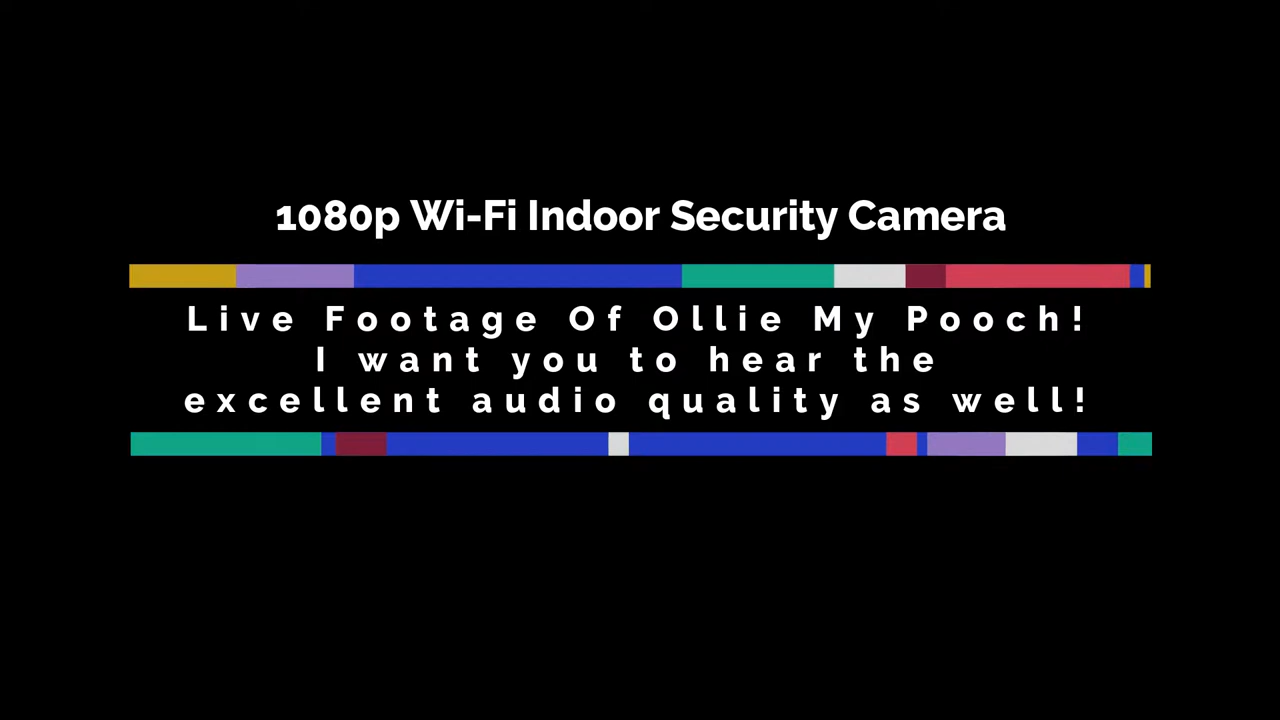 1080p Wi-Fi Indoor Security Camera
Live Footage Of Ollie My Pooch!
I want you to hear the
excellent audio quality as well!